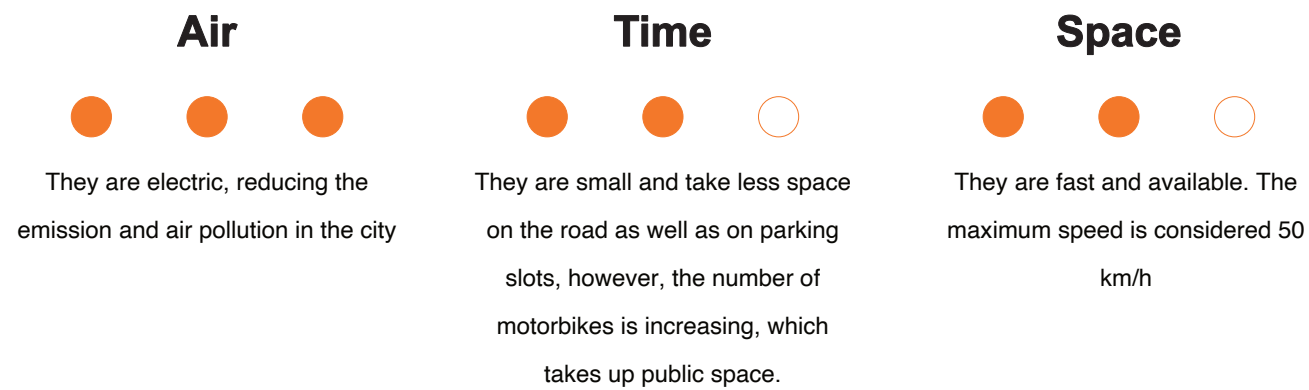 Air
They are electric, reducing the
emission and air pollution in the city
Time
They are small and take less space
on the road as well as on parking
slots, however, the number of
motorbikes is increasing, which
takes up public space.
Space
They are fast and available. The
maximum speed is considered 50
km/h